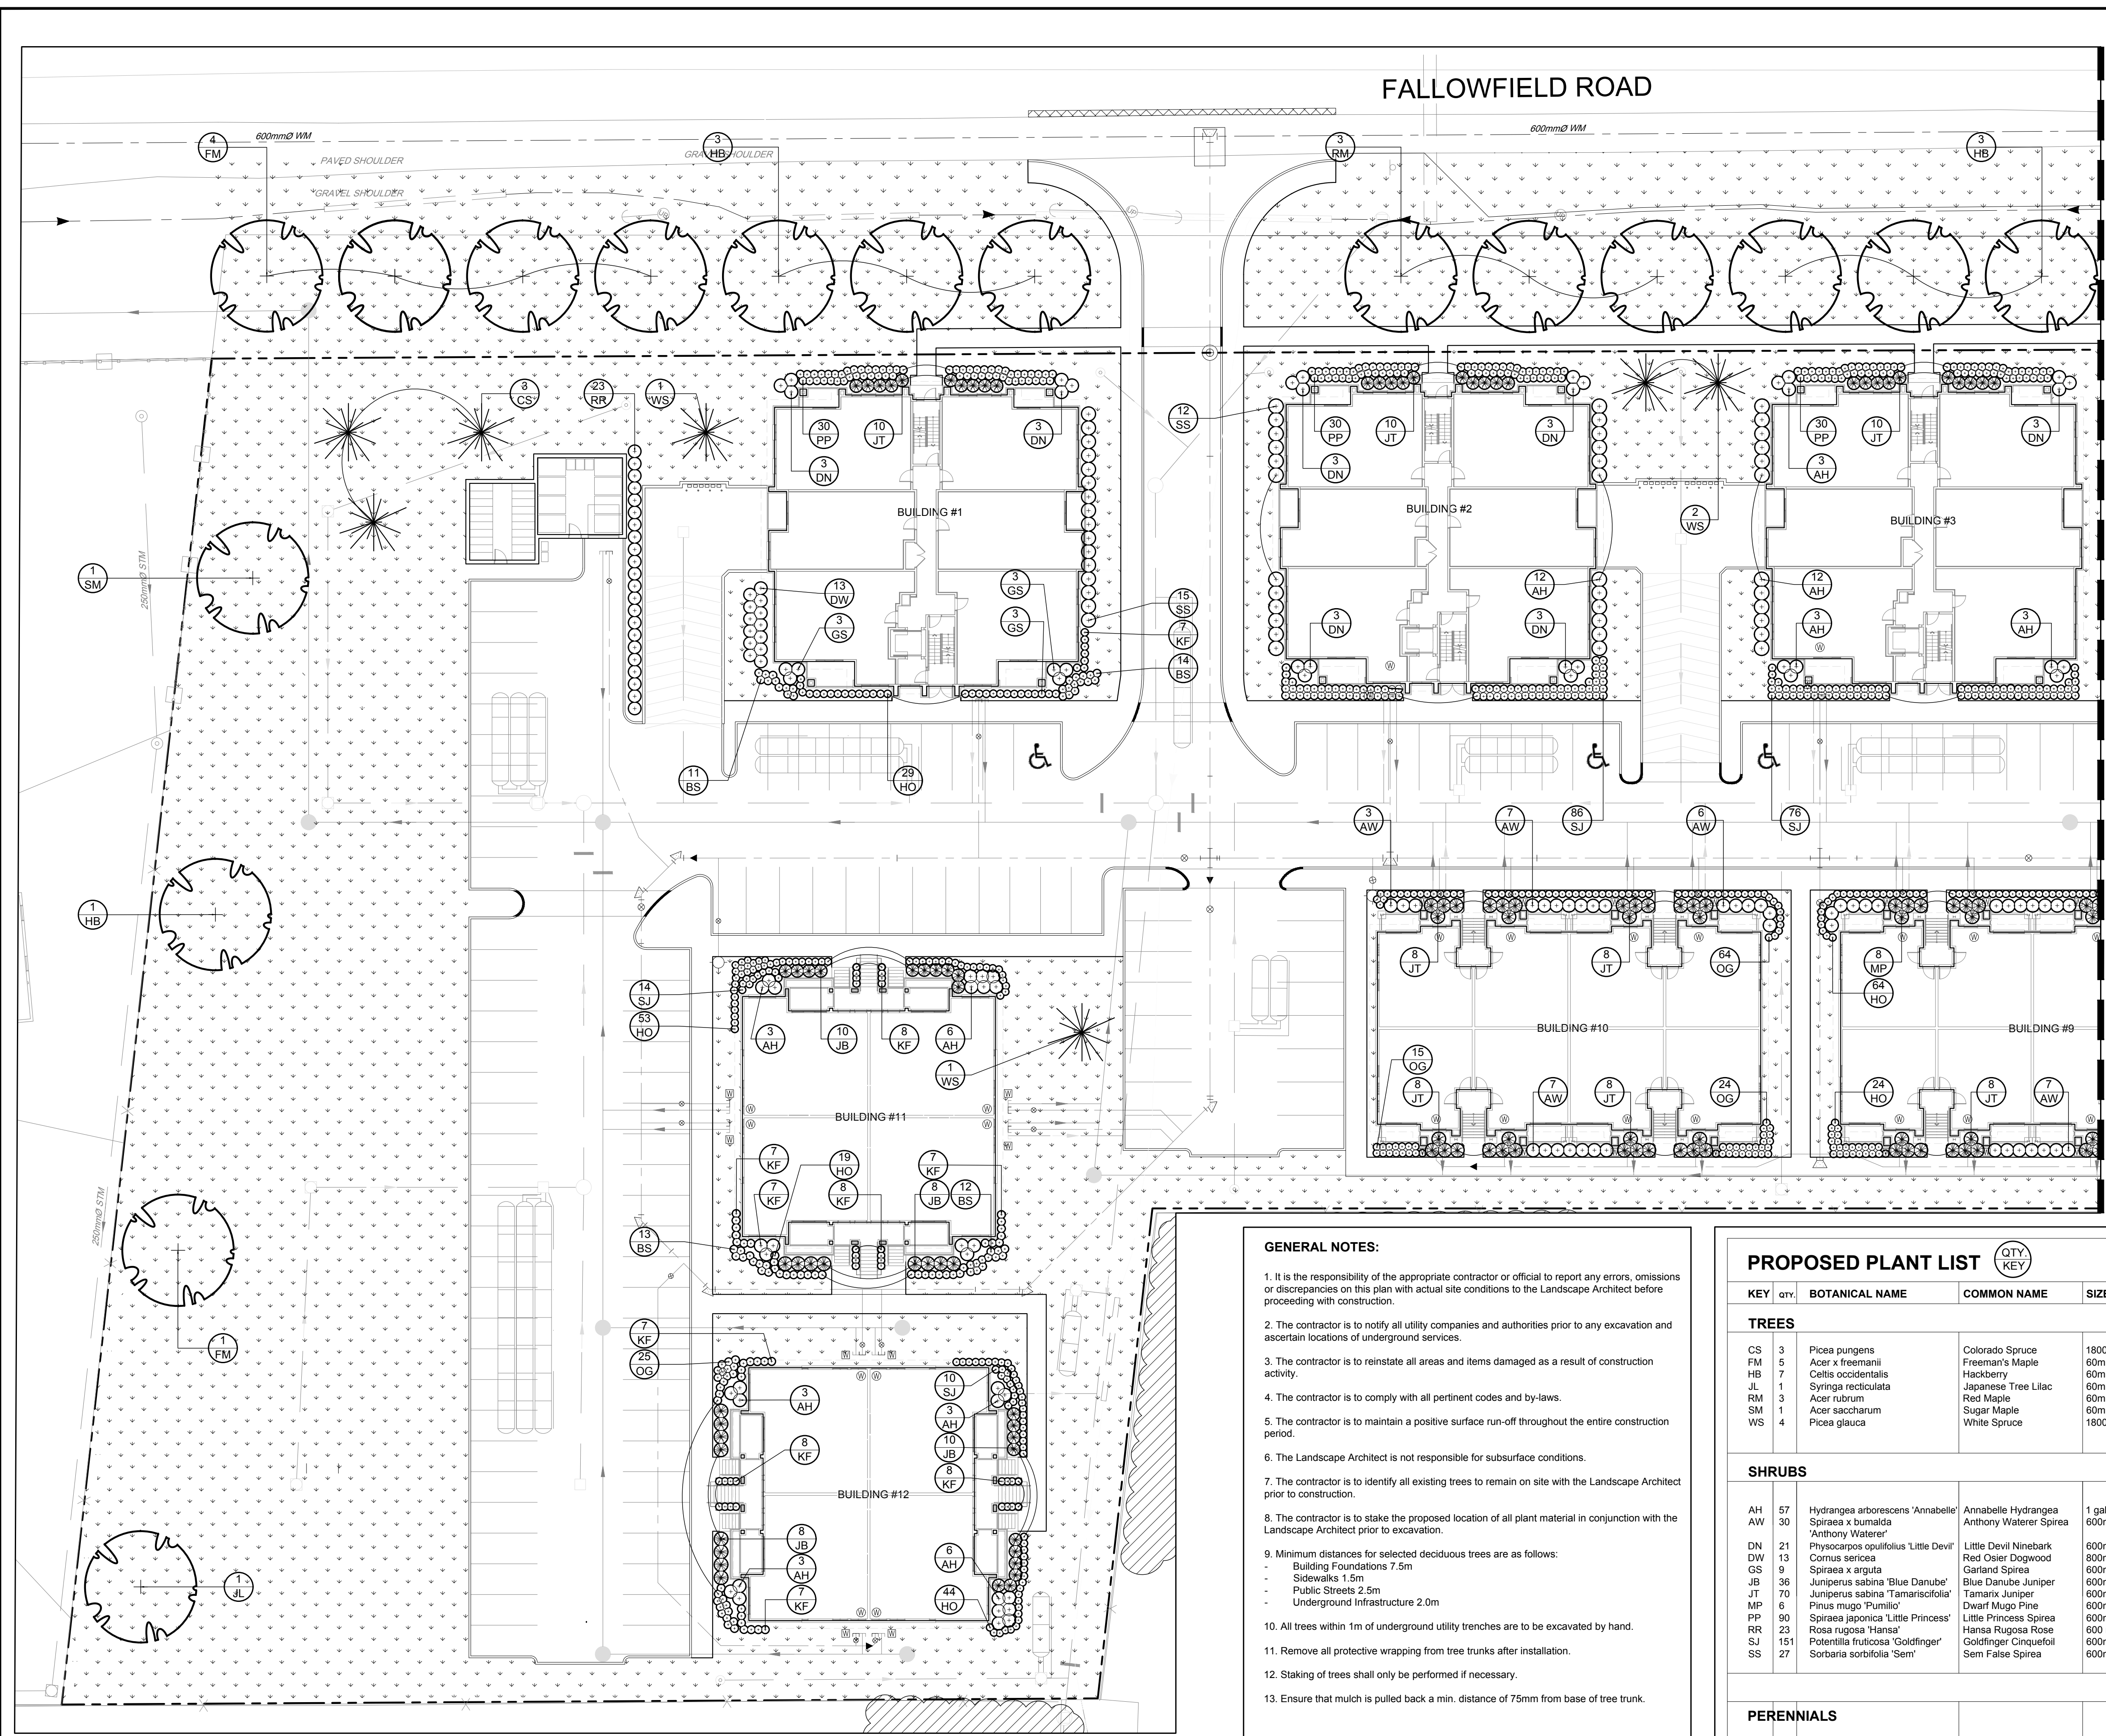 FALLOWFIELD ROAD
600mmØ WM
600mmØ WM
4
FM
3
HB
3
RM
3
HB
PAVED SHOULDER
GRAVEL SHOULDER
GRAVEL SHOULDER
3
CS
23
RR
1
WS
30
PP
10
JT
3
DN
3
DN
12
SS
30
PP
10
JT
3
DN
3
DN
30
PP
10
JT
3
DN
3
AH
2
WS
BUILDING #1
BUILDING #2
BUILDING #3
250mmØ STM
1
SM
13
DW
3
GS
3
GS
3
GS
15
SS
7
KF
14
BS
12
AH
12
AH
3
DN
3
DN
3
AH
3
AH
11
BS
29
HO
3
AW
7
AW
86
SJ
6
AW
76
SJ
1
HB
14
SJ
53
HO
3
AH
10
JB
8
KF
6
AH
1
WS
8
JT
8
JT
64
OG
8
MP
64
HO
BUILDING #10
BUILDING #9
15
OG
8
JT
7
AW
8
JT
24
OG
24
HO
8
JT
7
AW
BUILDING #11
7
KF
7
KF
19
HO
8
KF
7
KF
8
JB
12
BS
13
BS
250mmØ STM
1
FM
7
KF
25
OG
3
AH
10
SJ
3
AH
10
JB
8
KF
8
KF
BUILDING #12
8
JB
3
AH
7
KF
6
AH
44
HO
1
JL
GENERAL NOTES:
1. It is the responsibility of the appropriate contractor or official to report any errors, omissions
or discrepancies on this plan with actual site conditions to the Landscape Architect before
proceeding with construction.
2. The contractor is to notify all utility companies and authorities prior to any excavation and
ascertain locations of underground services.
3. The contractor is to reinstate all areas and items damaged as a result of construction
activity.
4. The contractor is to comply with all pertinent codes and by-laws.
5. The contractor is to maintain a positive surface run-off throughout the entire construction
period.
6. The Landscape Architect is not responsible for subsurface conditions.
7. The contractor is to identify all existing trees to remain on site with the Landscape Architect
prior to construction.
8. The contractor is to stake the proposed location of all plant material in conjunction with the
Landscape Architect prior to excavation.
9. Minimum distances for selected deciduous trees are as follows:
- Building Foundations 7.5m
- Sidewalks 1.5m
- Public Streets 2.5m
- Underground Infrastructure 2.0m
10. All trees within 1m of underground utility trenches are to be excavated by hand.
11. Remove all protective wrapping from tree trunks after installation.
12. Staking of trees shall only be performed if necessary.
13. Ensure that mulch is pulled back a min. distance of 75mm from base of tree trunk.
PROPOSED PLANT LIST
QTY.
KEY
KEY QTY. BOTANICAL NAME COMMON NAME SIZE
TREES
CS 3 Picea pungens Colorado Spruce 1800
FM 5 Acer x freemanii Freeman's Maple 60m
HB 7 Celtis occidentalis Hackberry 60m
JL 1 Syringa recticulata Japanese Tree Lilac 60m
RM 3 Acer rubrum Red Maple 60m
SM 1 Acer saccharum Sugar Maple 60m
WS 4 Picea glauca White Spruce 1800
SHRUBS
AH 57 Hydrangea arborescens 'Annabelle' Annabelle Hydrangea 1 gal
AW 30 Spiraea x bumalda Anthony Waterer Spirea 600m
'Anthony Waterer'
DN 21 Physocarpos opulifolius 'Little Devil' Little Devil Ninebark 600m
DW 13 Cornus sericea Red Osier Dogwood 800m
GS 9 Spiraea x arguta Garland Spirea 600m
JB 36 Juniperus sabina 'Blue Danube' Blue Danube Juniper 600m
JT 70 Juniperus sabina 'Tamariscifolia' Tamarix Juniper 600m
MP 6 Pinus mugo 'Pumilio' Dwarf Mugo Pine 600m
PP 90 Spiraea japonica 'Little Princess' Little Princess Spirea 600m
RR 23 Rosa rugosa 'Hansa' Hansa Rugosa Rose 600
SJ 151 Potentilla fruticosa 'Goldfinger' Goldfinger Cinquefoil 600m
SS 27 Sorbaria sorbifolia 'Sem' Sem False Spirea 600m
PERENNIALS